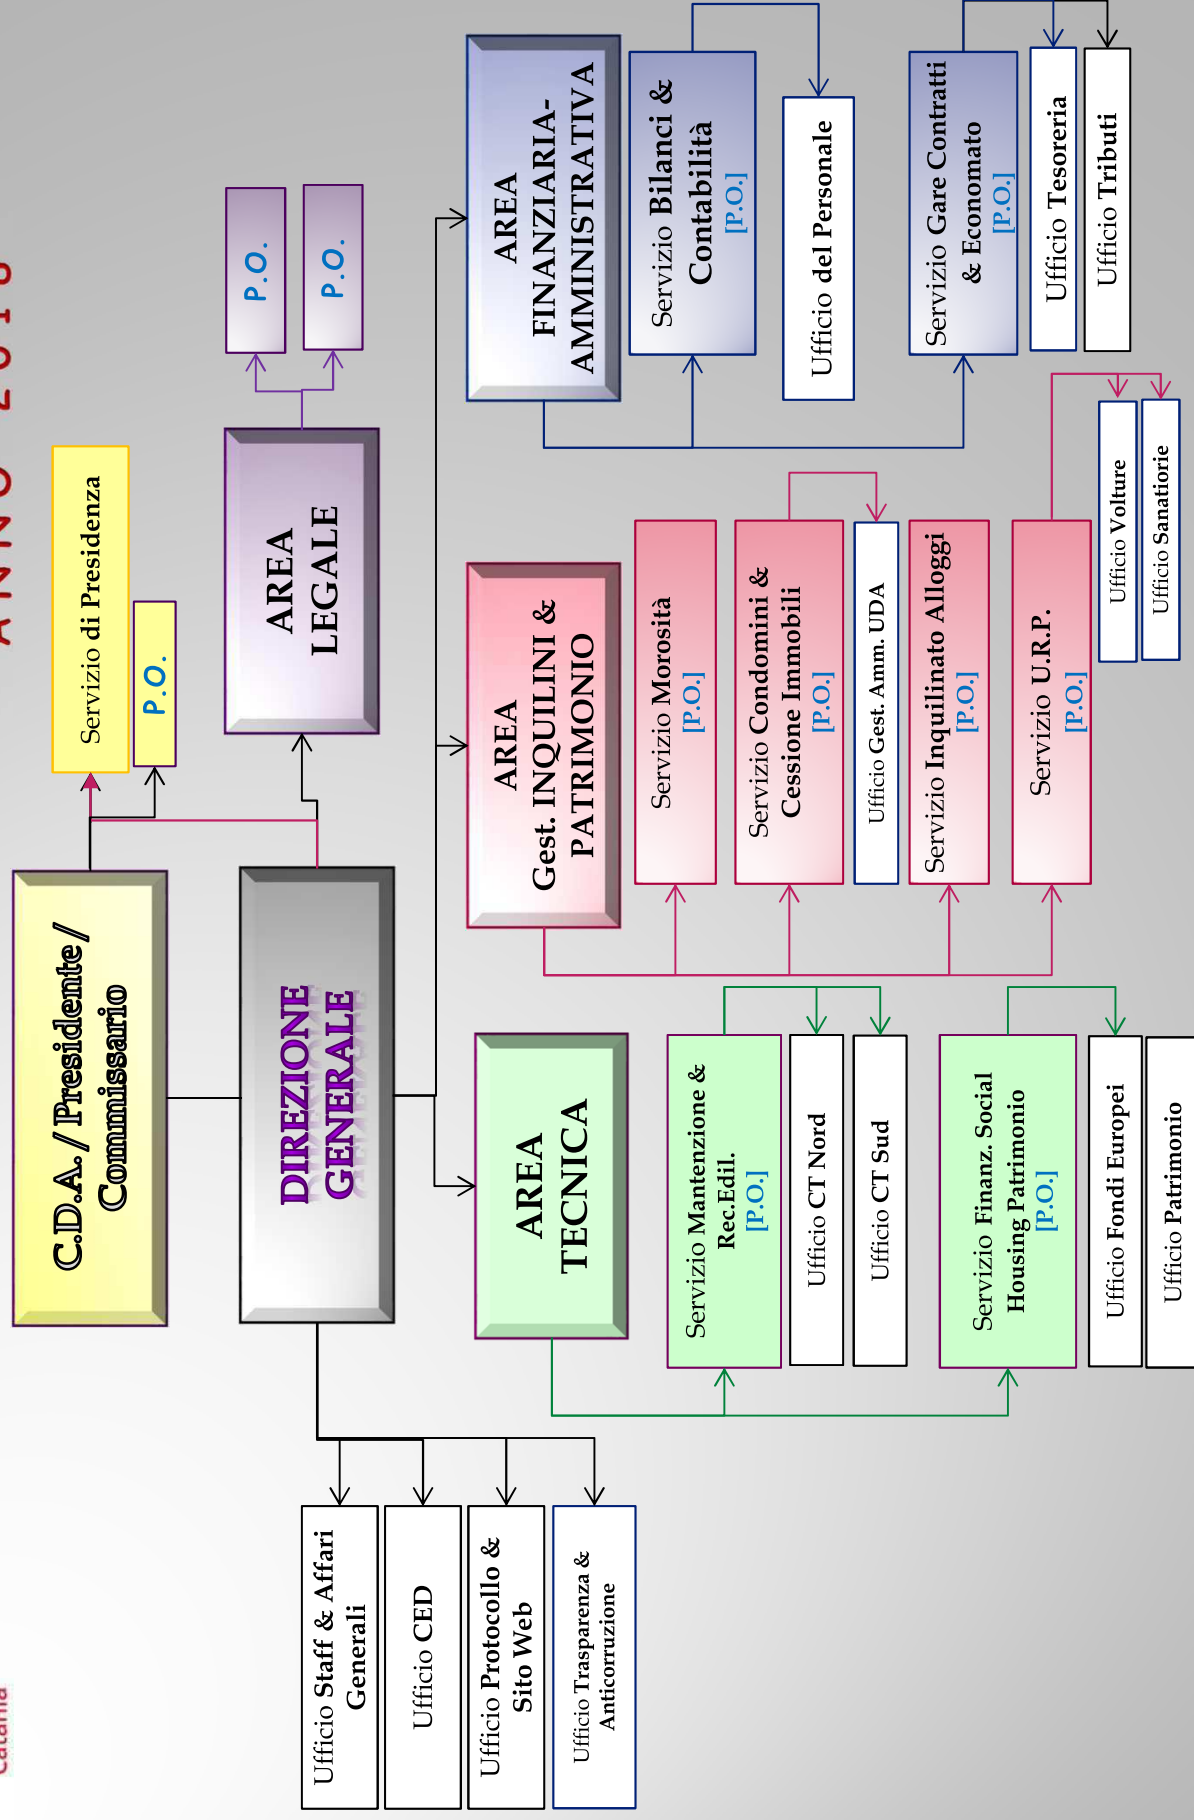 Catania
ANNO 2018
C.D.A. / Presidente /
Commissario
Servizio di Presidenza
P.O.
DIREZIONE
GENERALE
AREA
LEGALE
P.O.
P.O.
Ufficio Staff & Affari
Generali
Ufficio CED
Ufficio Protocollo &
Sito Web
Ufficio Trasparenza &
Anticorruzione
AREA
TECNICA
Servizio Mantenzione &
Rec.Edil.
[P.O.]
Ufficio CT Nord
Ufficio CT Sud
Servizio Finanz. Social
Housing Patrimonio
[P.O.]
Ufficio Fondi Europei
Ufficio Patrimonio
AREA
Gest. INQUILINI &
PATRIMONIO
Servizio Morosità
[P.O.]
Servizio Condomini &
Cessione Immobili
[P.O.]
Ufficio Gest. Amm. UDA
Servizio Inquilinato Alloggi
[P.O.]
Servizio U.R.P.
[P.O.]
Ufficio Volture
Ufficio Sanatiorie
AREA
FINANZIARIA-
AMMINISTRATIVA
Servizio Bilanci &
Contabilità
[P.O.]
Ufficio del Personale
Servizio Gare Contratti
& Economato
[P.O.]
Ufficio Tesoreria
Ufficio Tributi